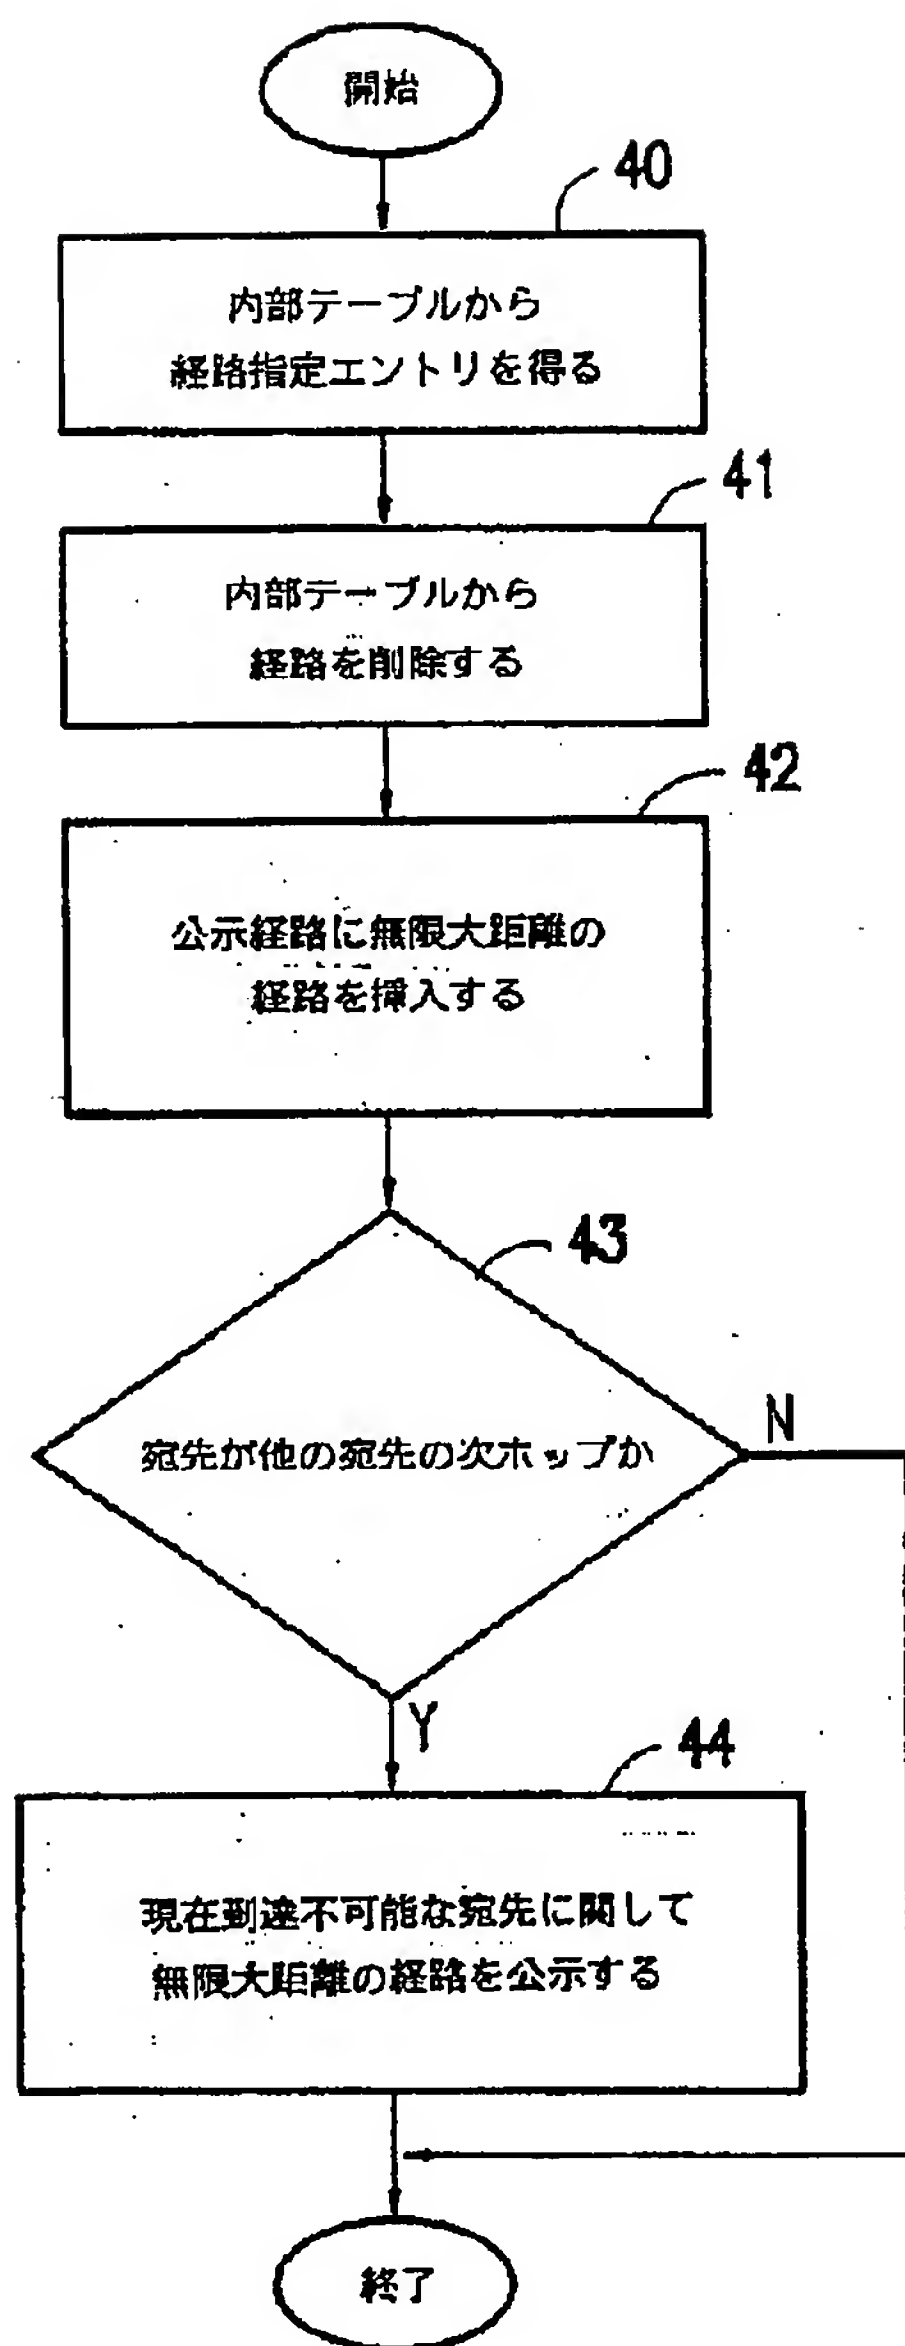 開始
40
内部テーブルから
経路指定エントリを得る
41
内部テーブルから
経路を削除する
42
公示経路に無限大距離の
経路を挿入する
43
宛先が他の宛先の次ホップか
N
Y
44
現在到達不可能な宛先に関して
無限大距離の経路を公示する
終了